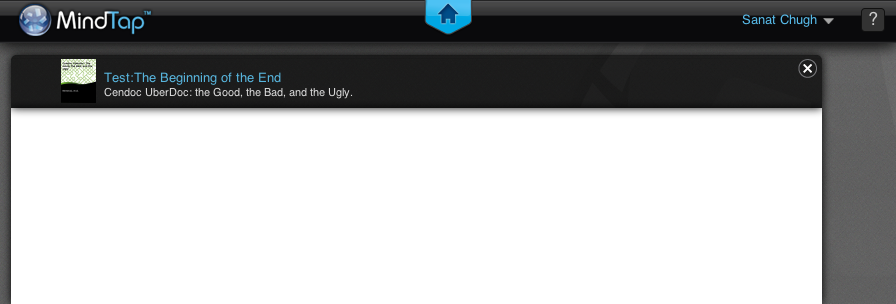 MindTap™
Sanat Chugh
?
Test:The Beginning of the End
Cendoc UberDoc: the Good, the Bad, and the Ugly.